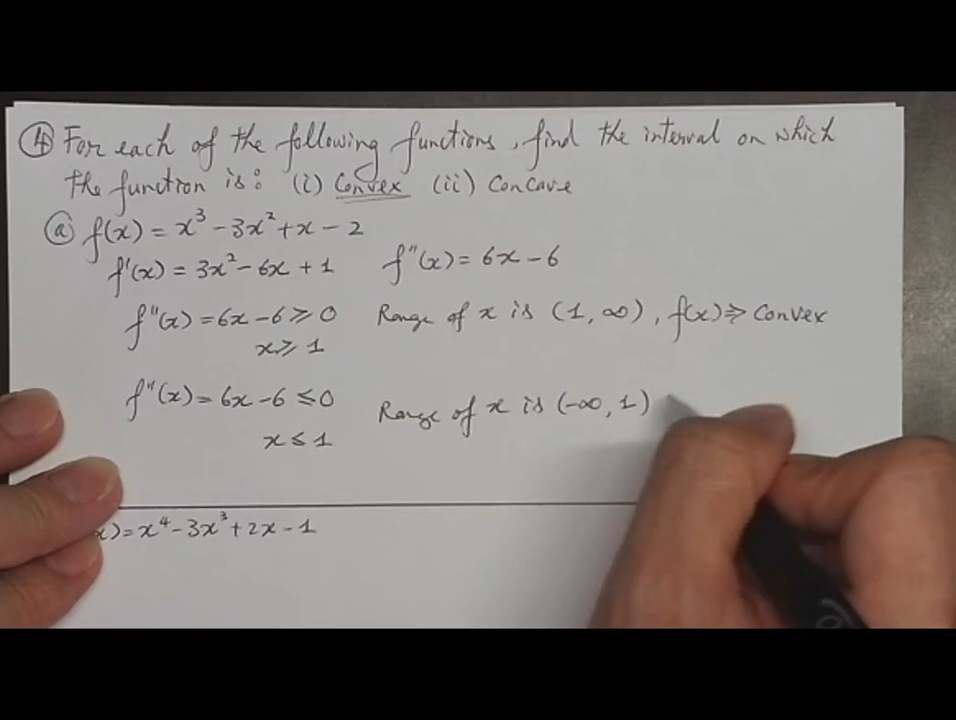 ④ For each of the following functions, find the interval on which
the function is: (i) Convex (ii) Concave
ⓐ f(x) = x³ - 3x² + x - 2
f'(x) = 3x² - 6x + 1 f''(x) = 6x - 6
f''(x) = 6x - 6 ≥ 0 Range of x is (1, ∞), f(x) ⇒ Convex
x ≥ 1
f''(x) = 6x - 6 ≤ 0 Range of x is (-∞, 1)
x ≤ 1
x) = x⁴ - 3x³ + 2x - 1